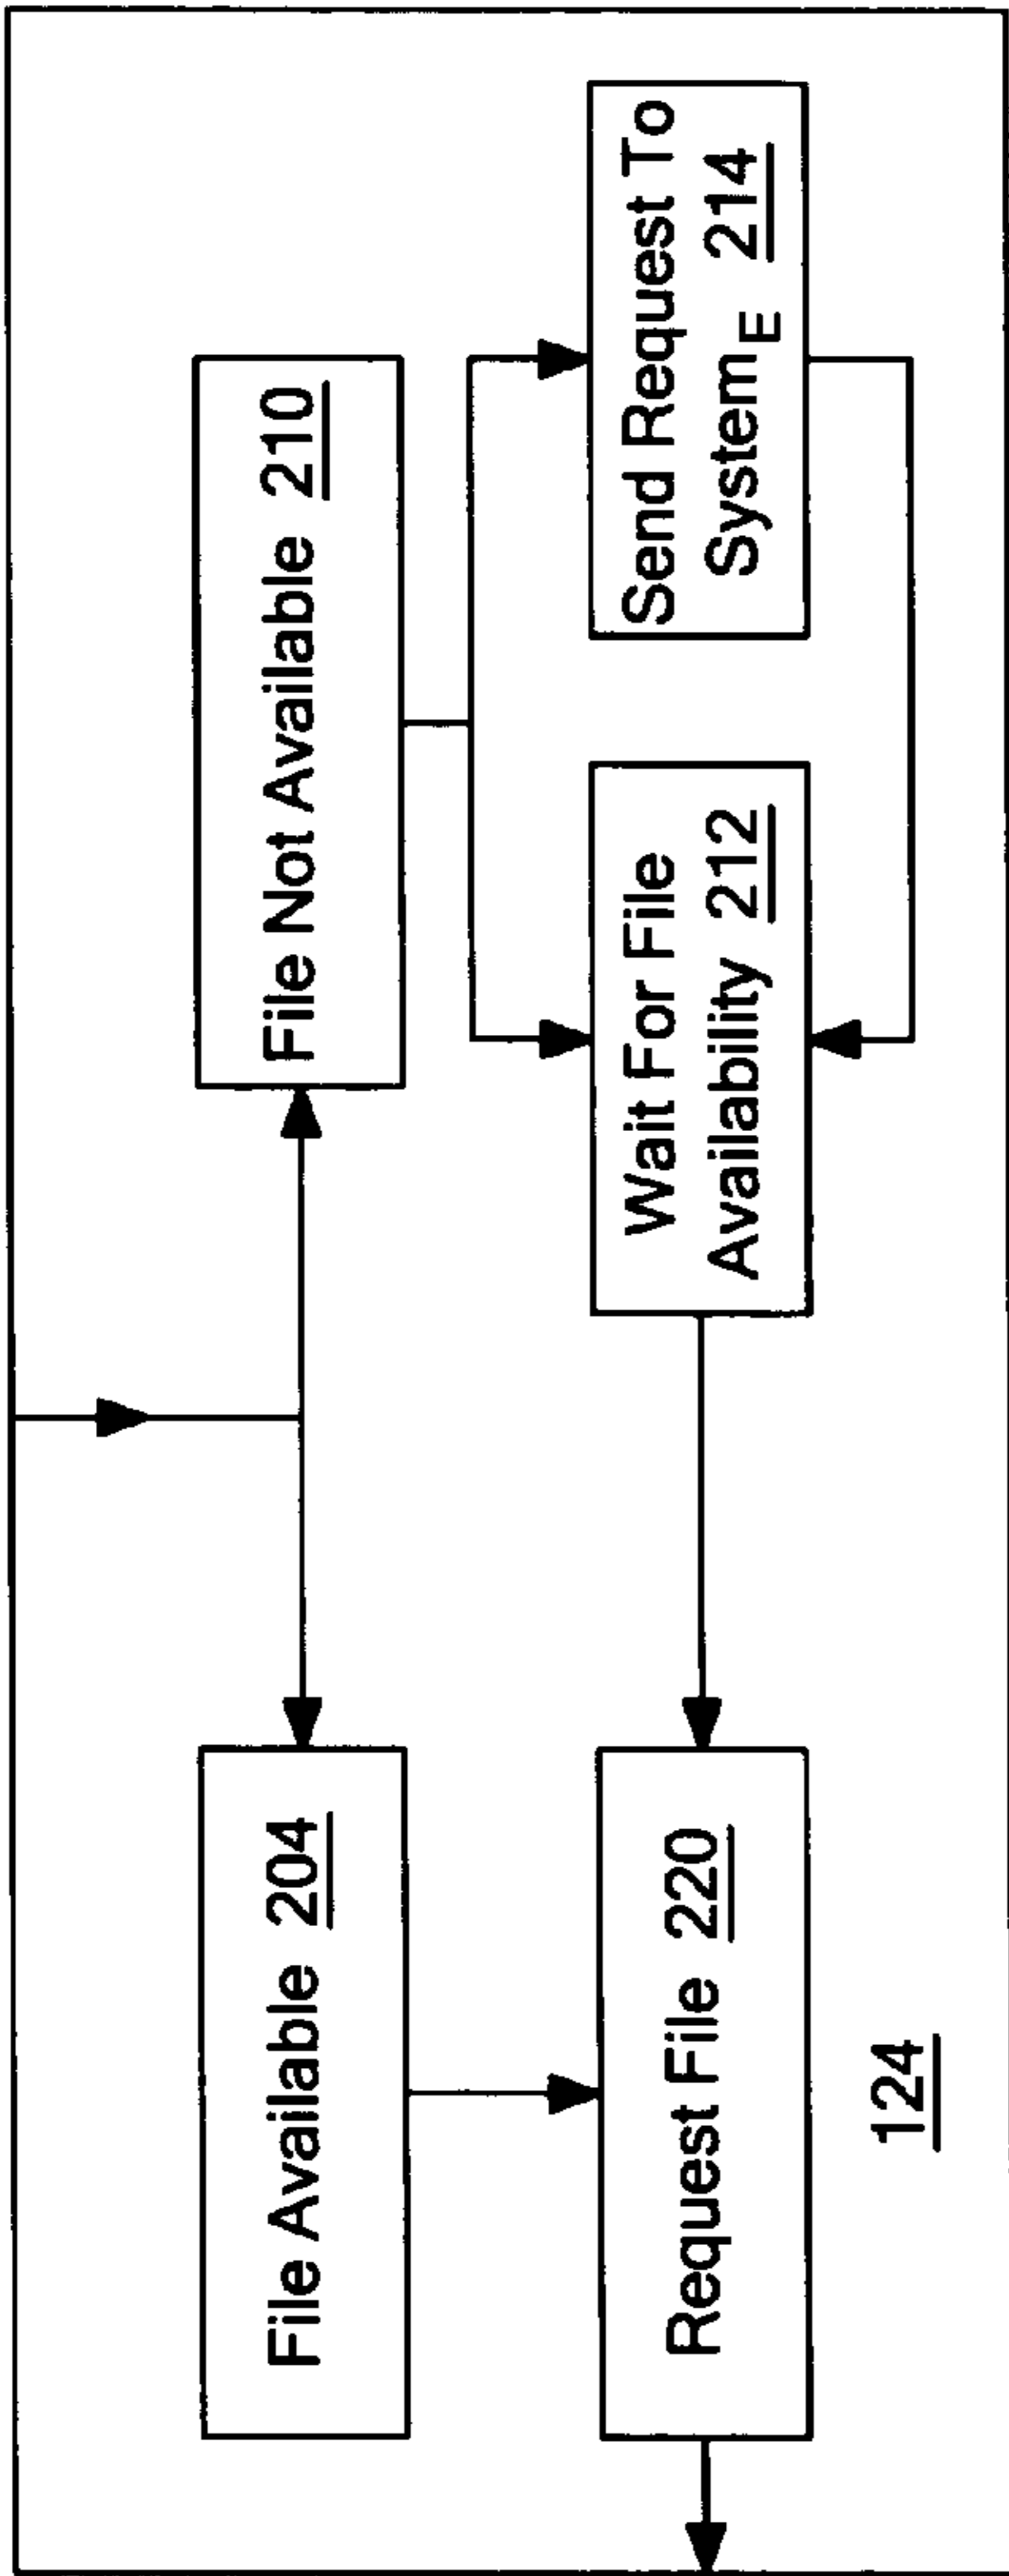 File Available 204
File Not Available 210
Request File 220
Wait For File
Availability 212
Send Request To
SystemE 214
124